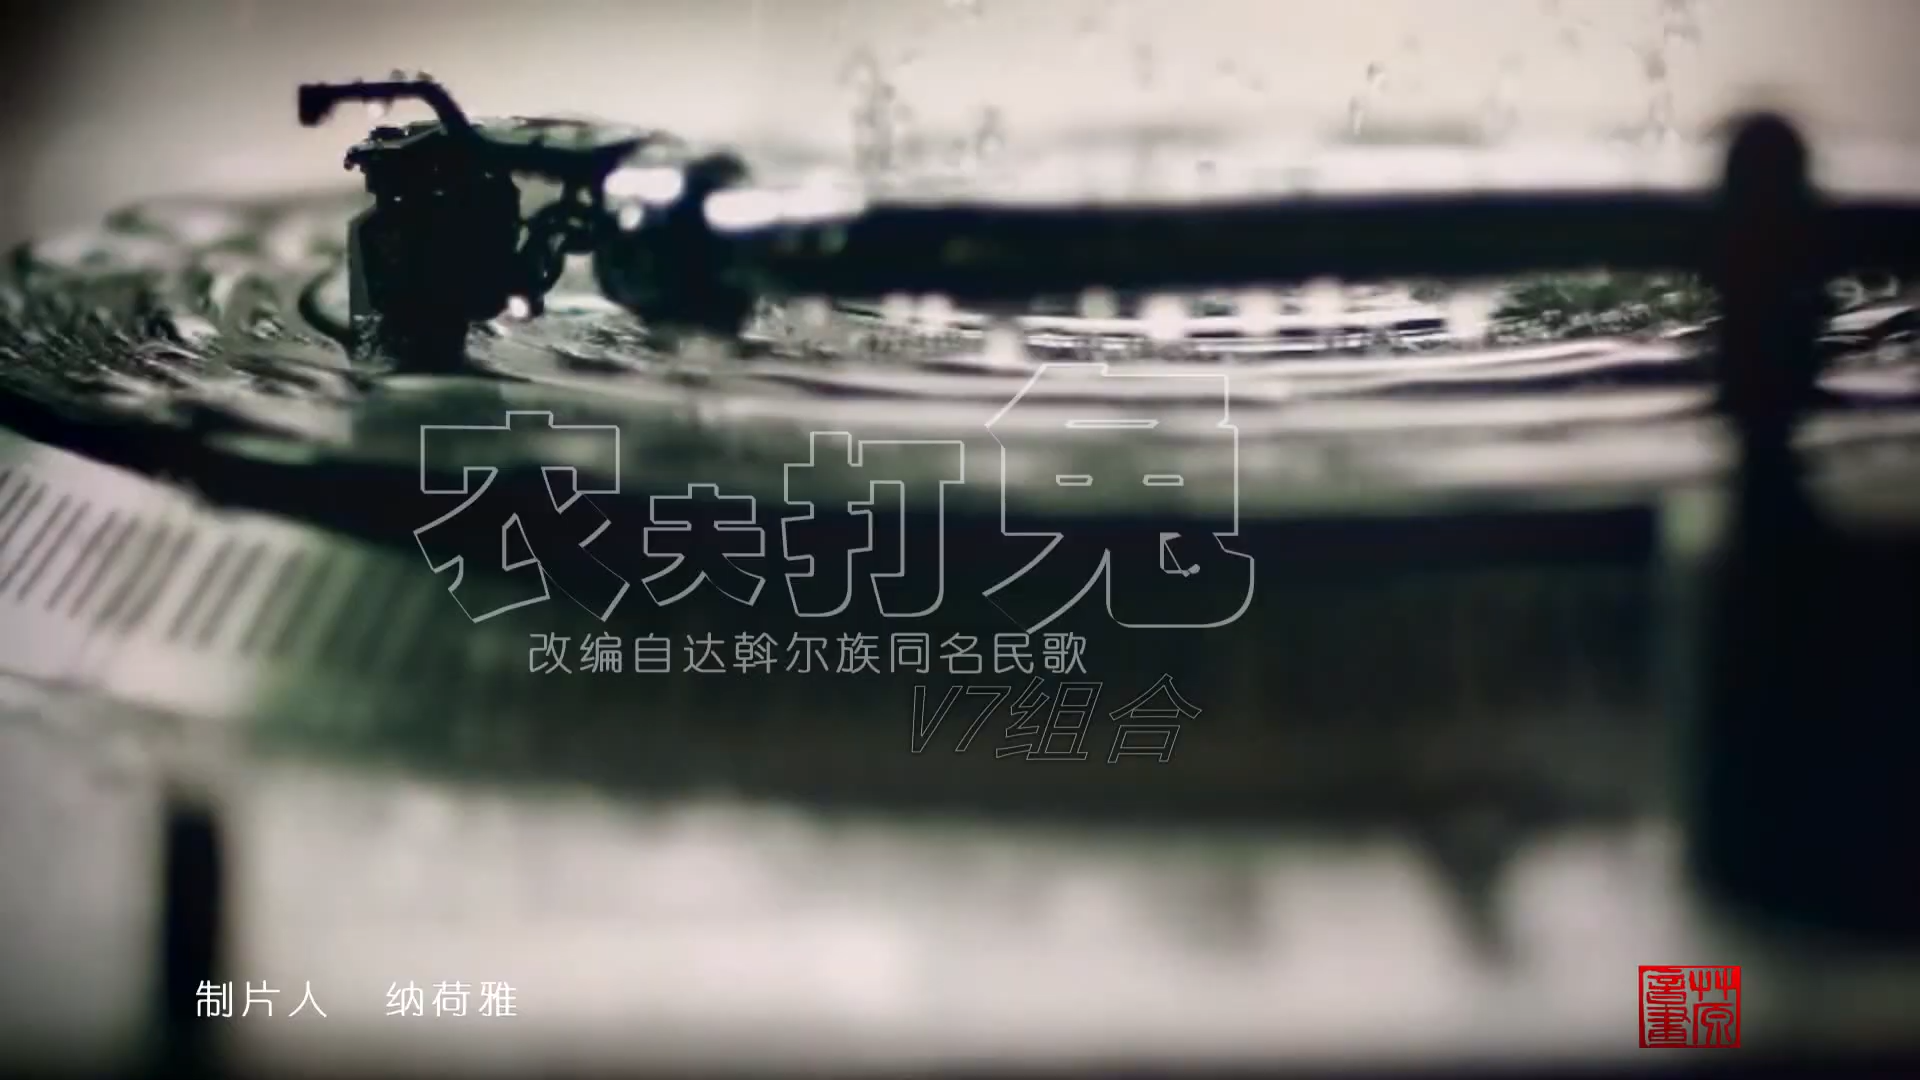 农夫打兔
改编自达斡尔族同名民歌
V7组合
制片人 纳荷雅